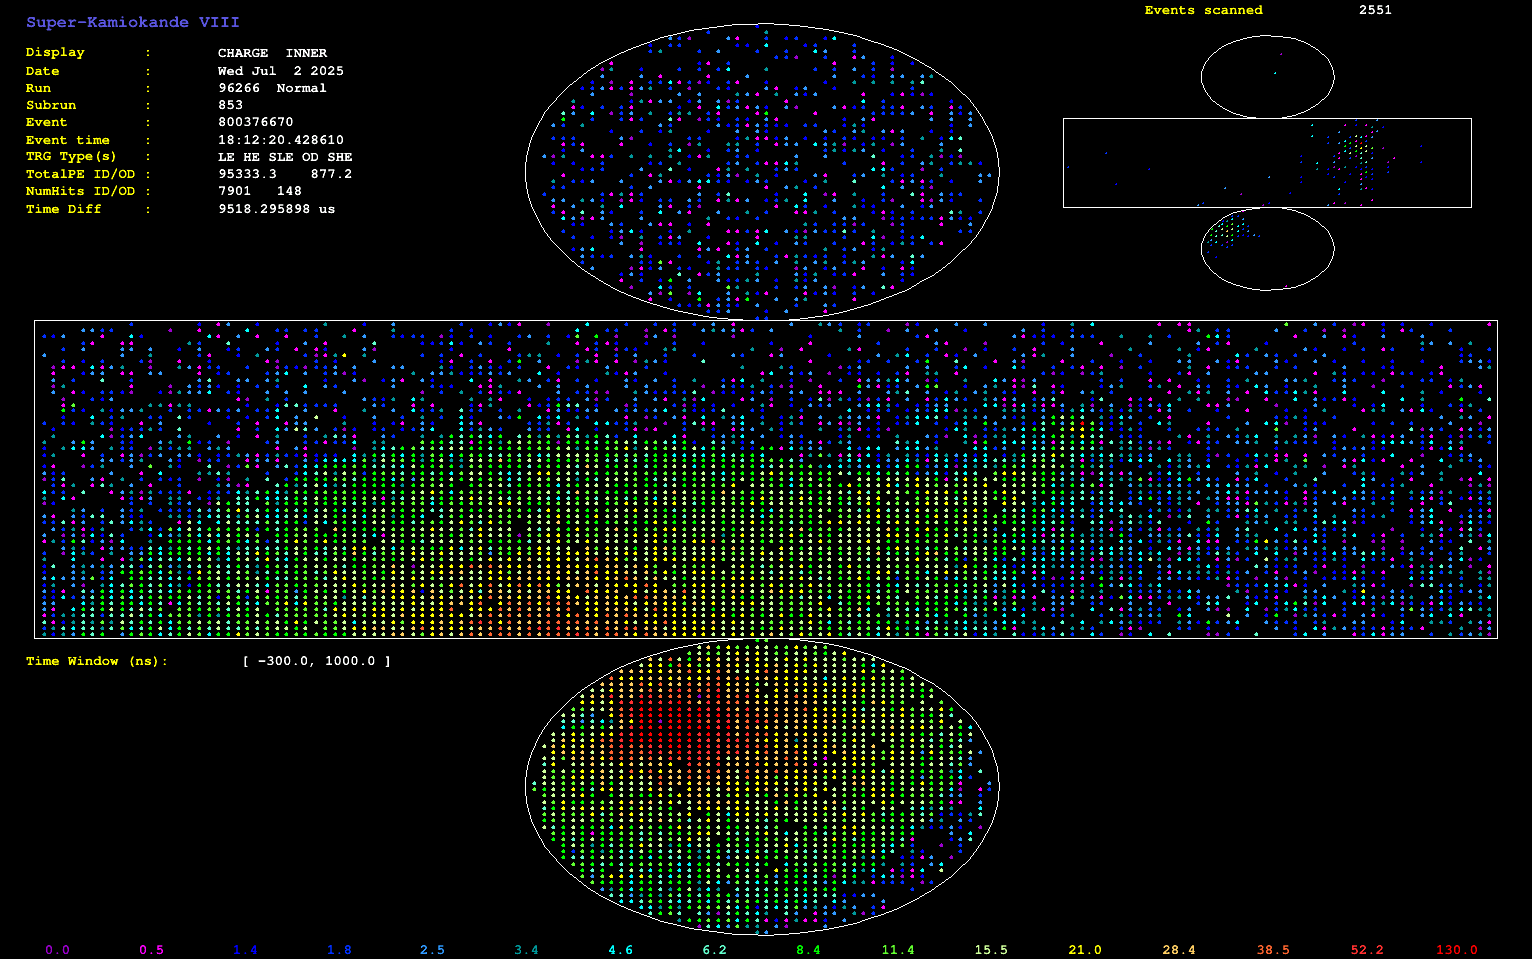 Super-Kamiokande VIII
Events scanned 2551
Display : CHARGE INNER
Date : Wed Jul 2 2025
Run : 96266 Normal
Subrun : 853
Event : 800376670
Event time : 18:12:20.428610
TRG Type(s) : LE HE SLE OD SHE
TotalPE ID/OD : 95333.3 877.2
NumHits ID/OD : 7901 148
Time Diff : 9518.295898 us
Time Window (ns): [ -300.0, 1000.0 ]
0.0 0.5 1.4 1.8 2.5 3.4 4.6 6.2 8.4 11.4 15.5 21.0 28.4 38.5 52.2 130.0